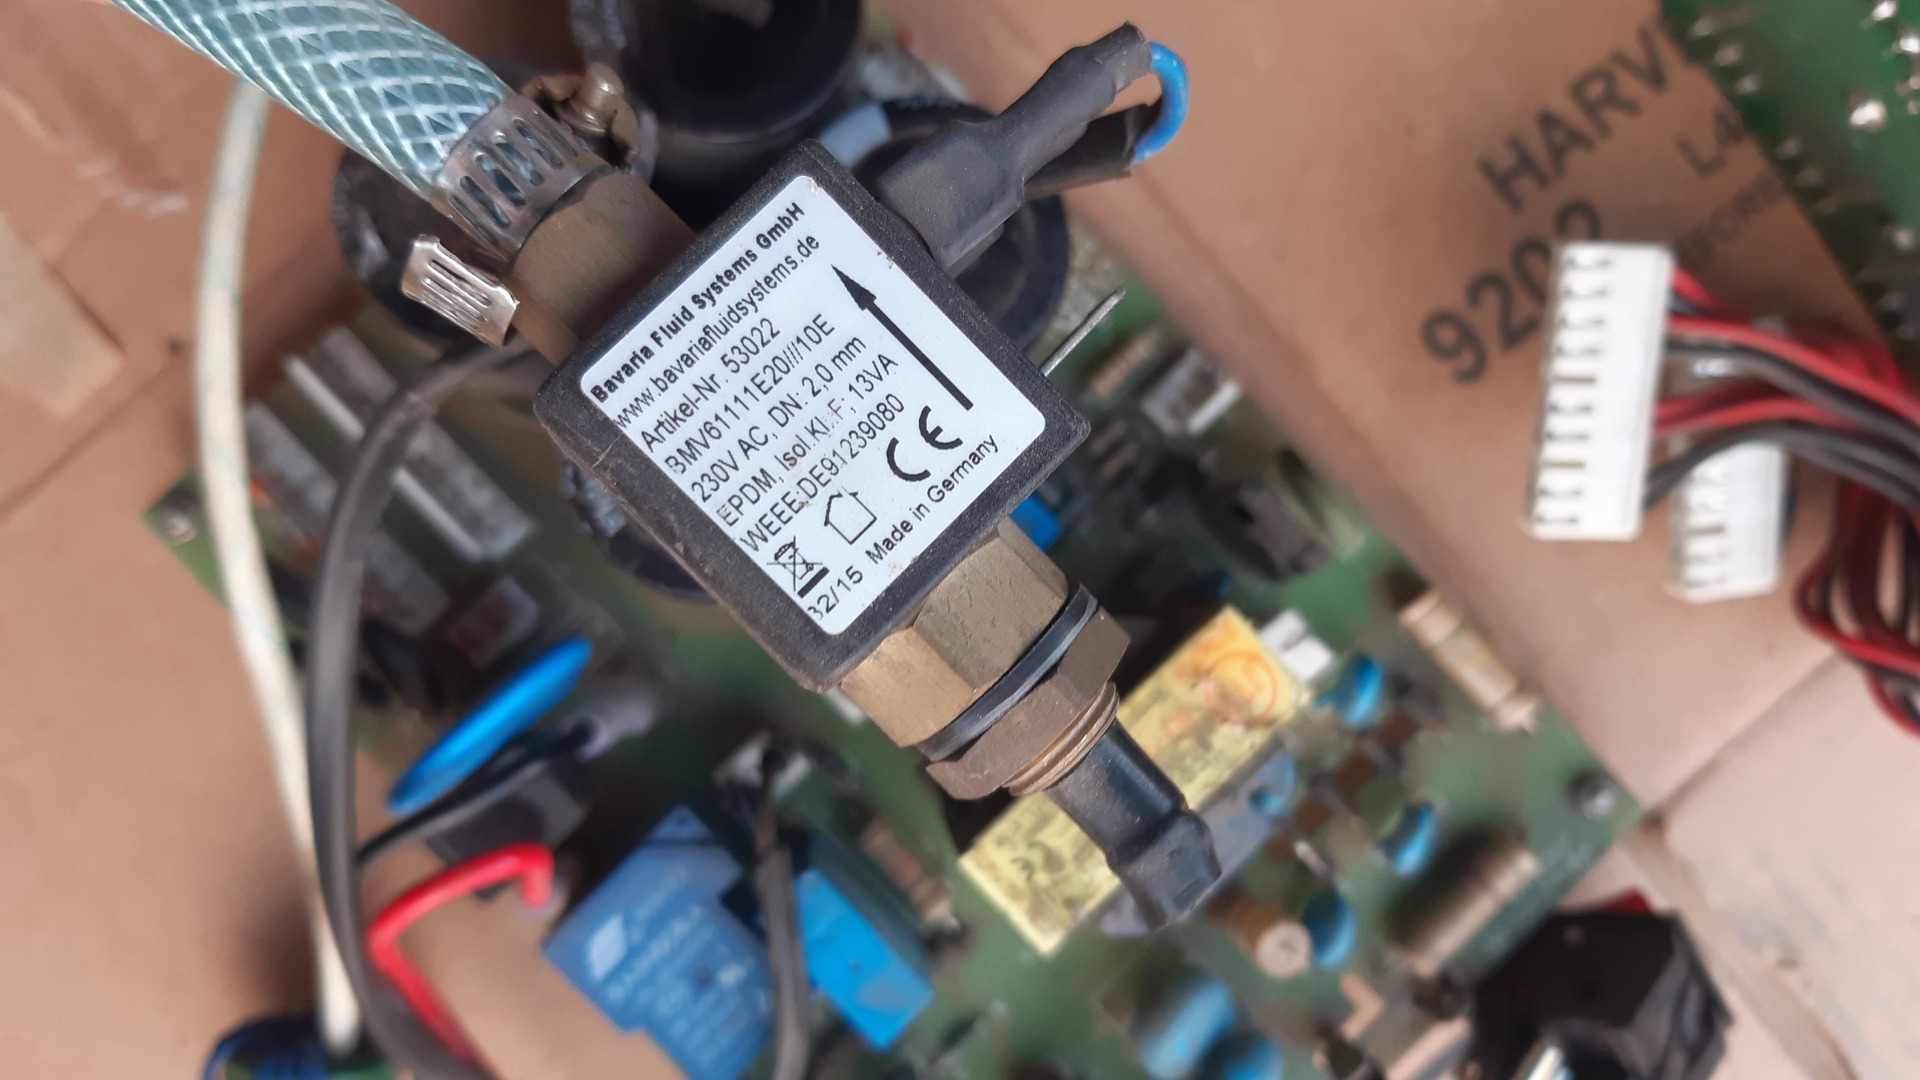 Bavaria Fluid Systems GmbH
www.bavariafluidsystems.de
Artikel-Nr. 53022
BMV61111E20///10E
230V AC, DN: 2,0 mm
EPDM, Isol.Kl.:F, 13VA
WEEE:DE91239080
CE
32/15 Made in Germany
HARV
9202
L4